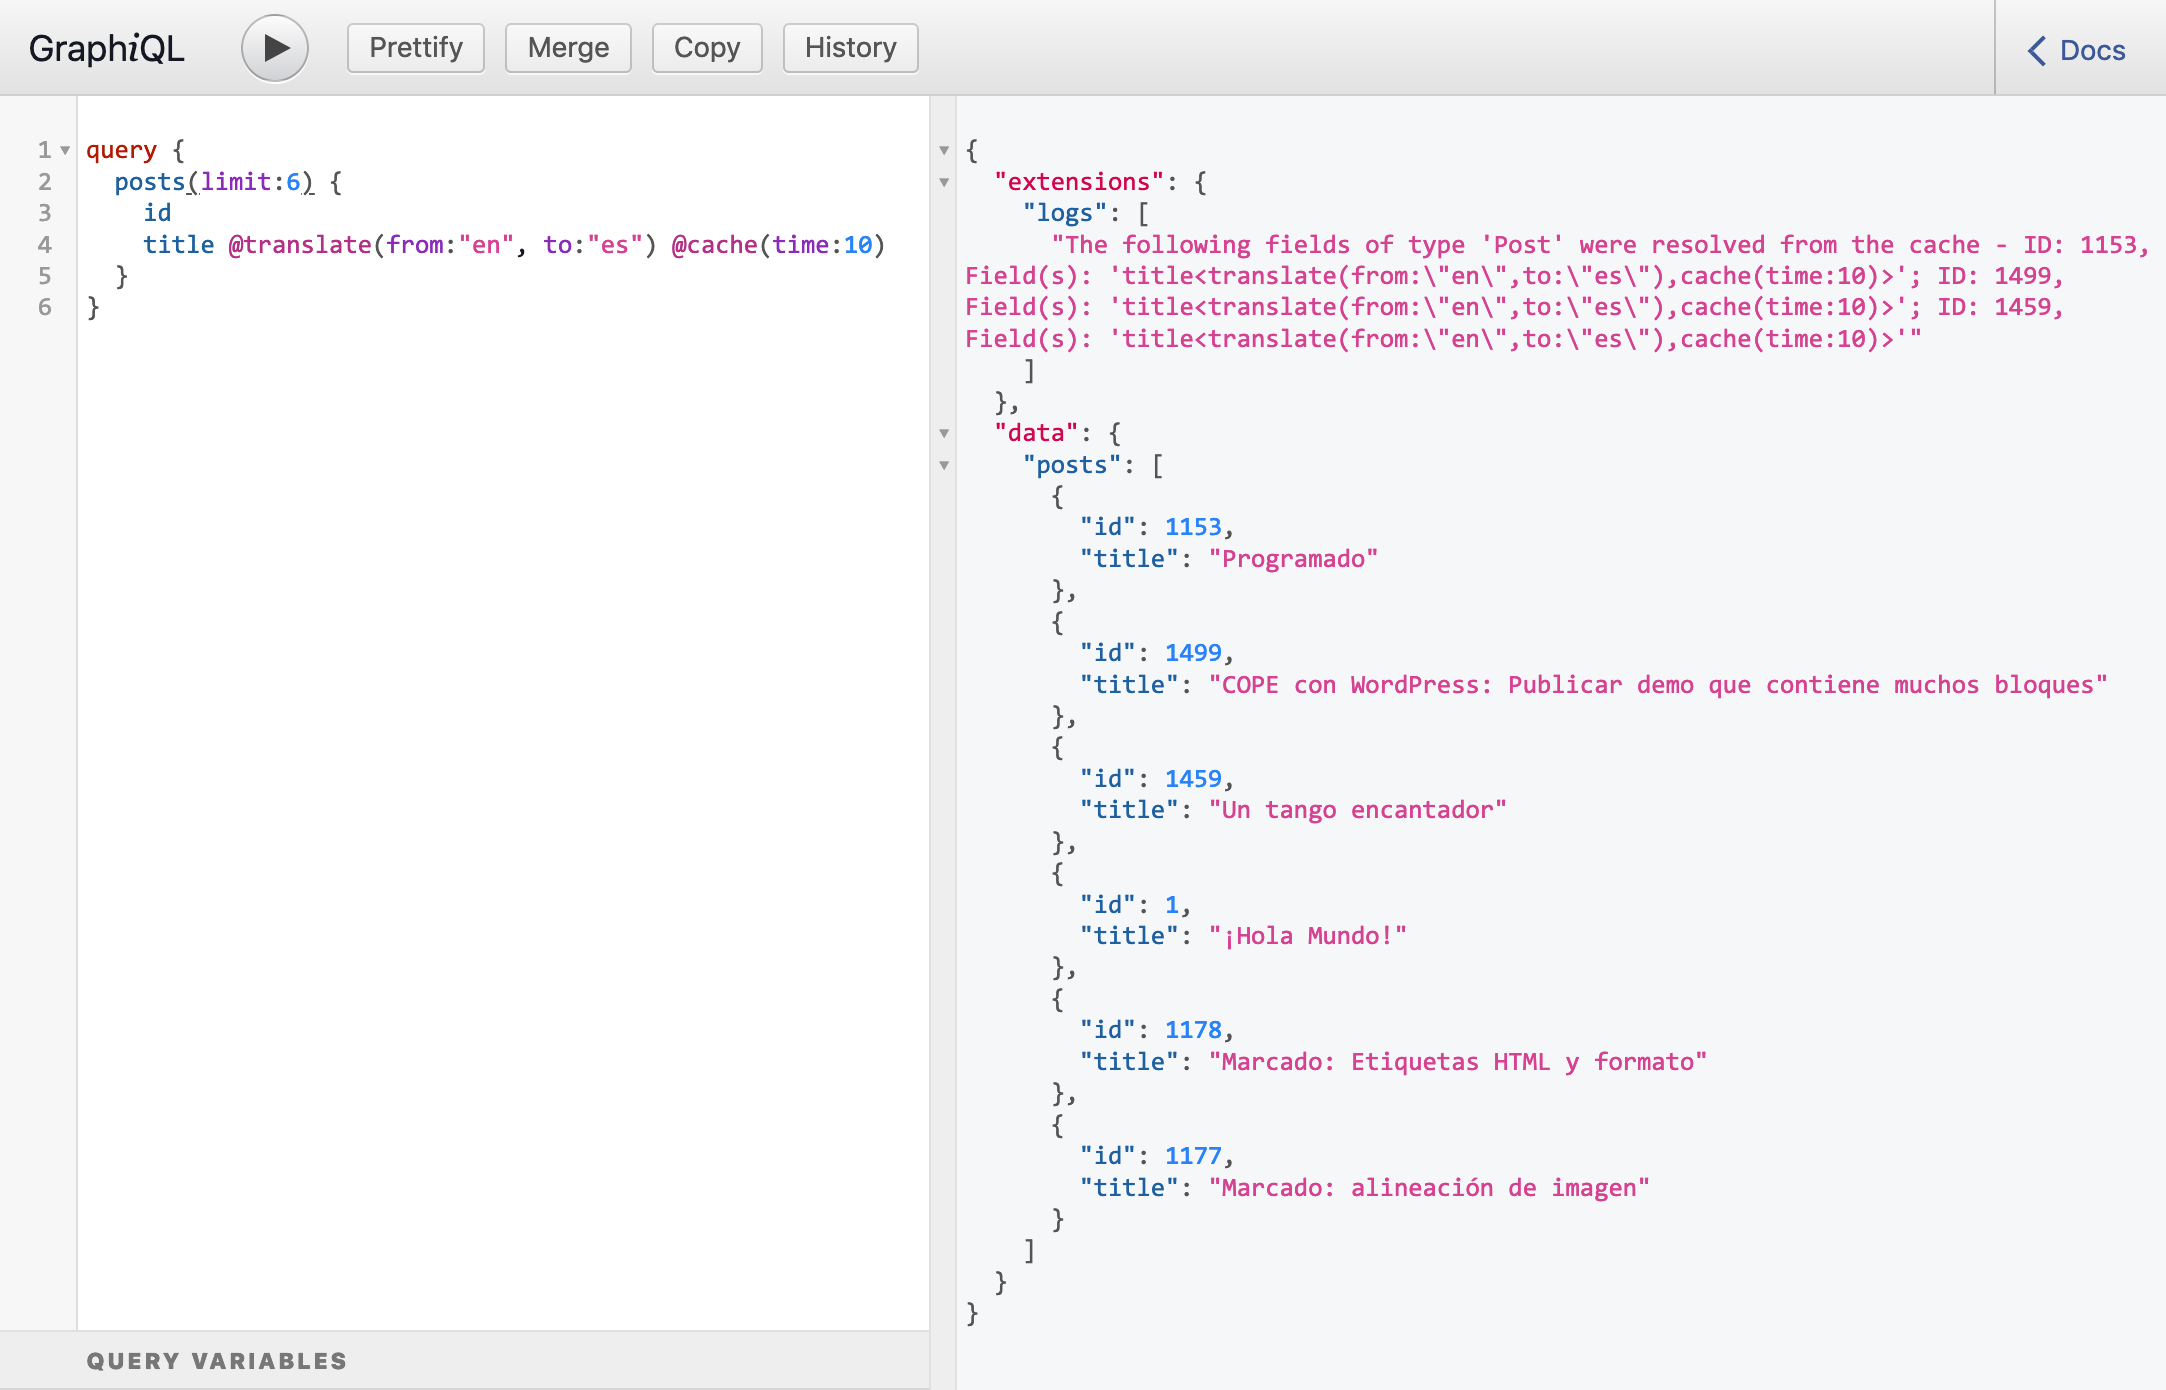 GraphiQL
Prettify
Merge
Copy
History
Docs
1 query {
2   posts(limit:6) {
3     id
4     title @translate(from:"en", to:"es") @cache(time:10)
5   }
6 }
QUERY VARIABLES
{
  "extensions": {
    "logs": [
      "The following fields of type 'Post' were resolved from the cache - ID: 1153,
Field(s): 'title<translate(from:\"en\",to:\"es\"),cache(time:10)>'; ID: 1499,
Field(s): 'title<translate(from:\"en\",to:\"es\"),cache(time:10)>'; ID: 1459,
Field(s): 'title<translate(from:\"en\",to:\"es\"),cache(time:10)>'"
    ]
  },
  "data": {
    "posts": [
      {
        "id": 1153,
        "title": "Programado"
      },
      {
        "id": 1499,
        "title": "COPE con WordPress: Publicar demo que contiene muchos bloques"
      },
      {
        "id": 1459,
        "title": "Un tango encantador"
      },
      {
        "id": 1,
        "title": "¡Hola Mundo!"
      },
      {
        "id": 1178,
        "title": "Marcado: Etiquetas HTML y formato"
      },
      {
        "id": 1177,
        "title": "Marcado: alineación de imagen"
      }
    ]
  }
}